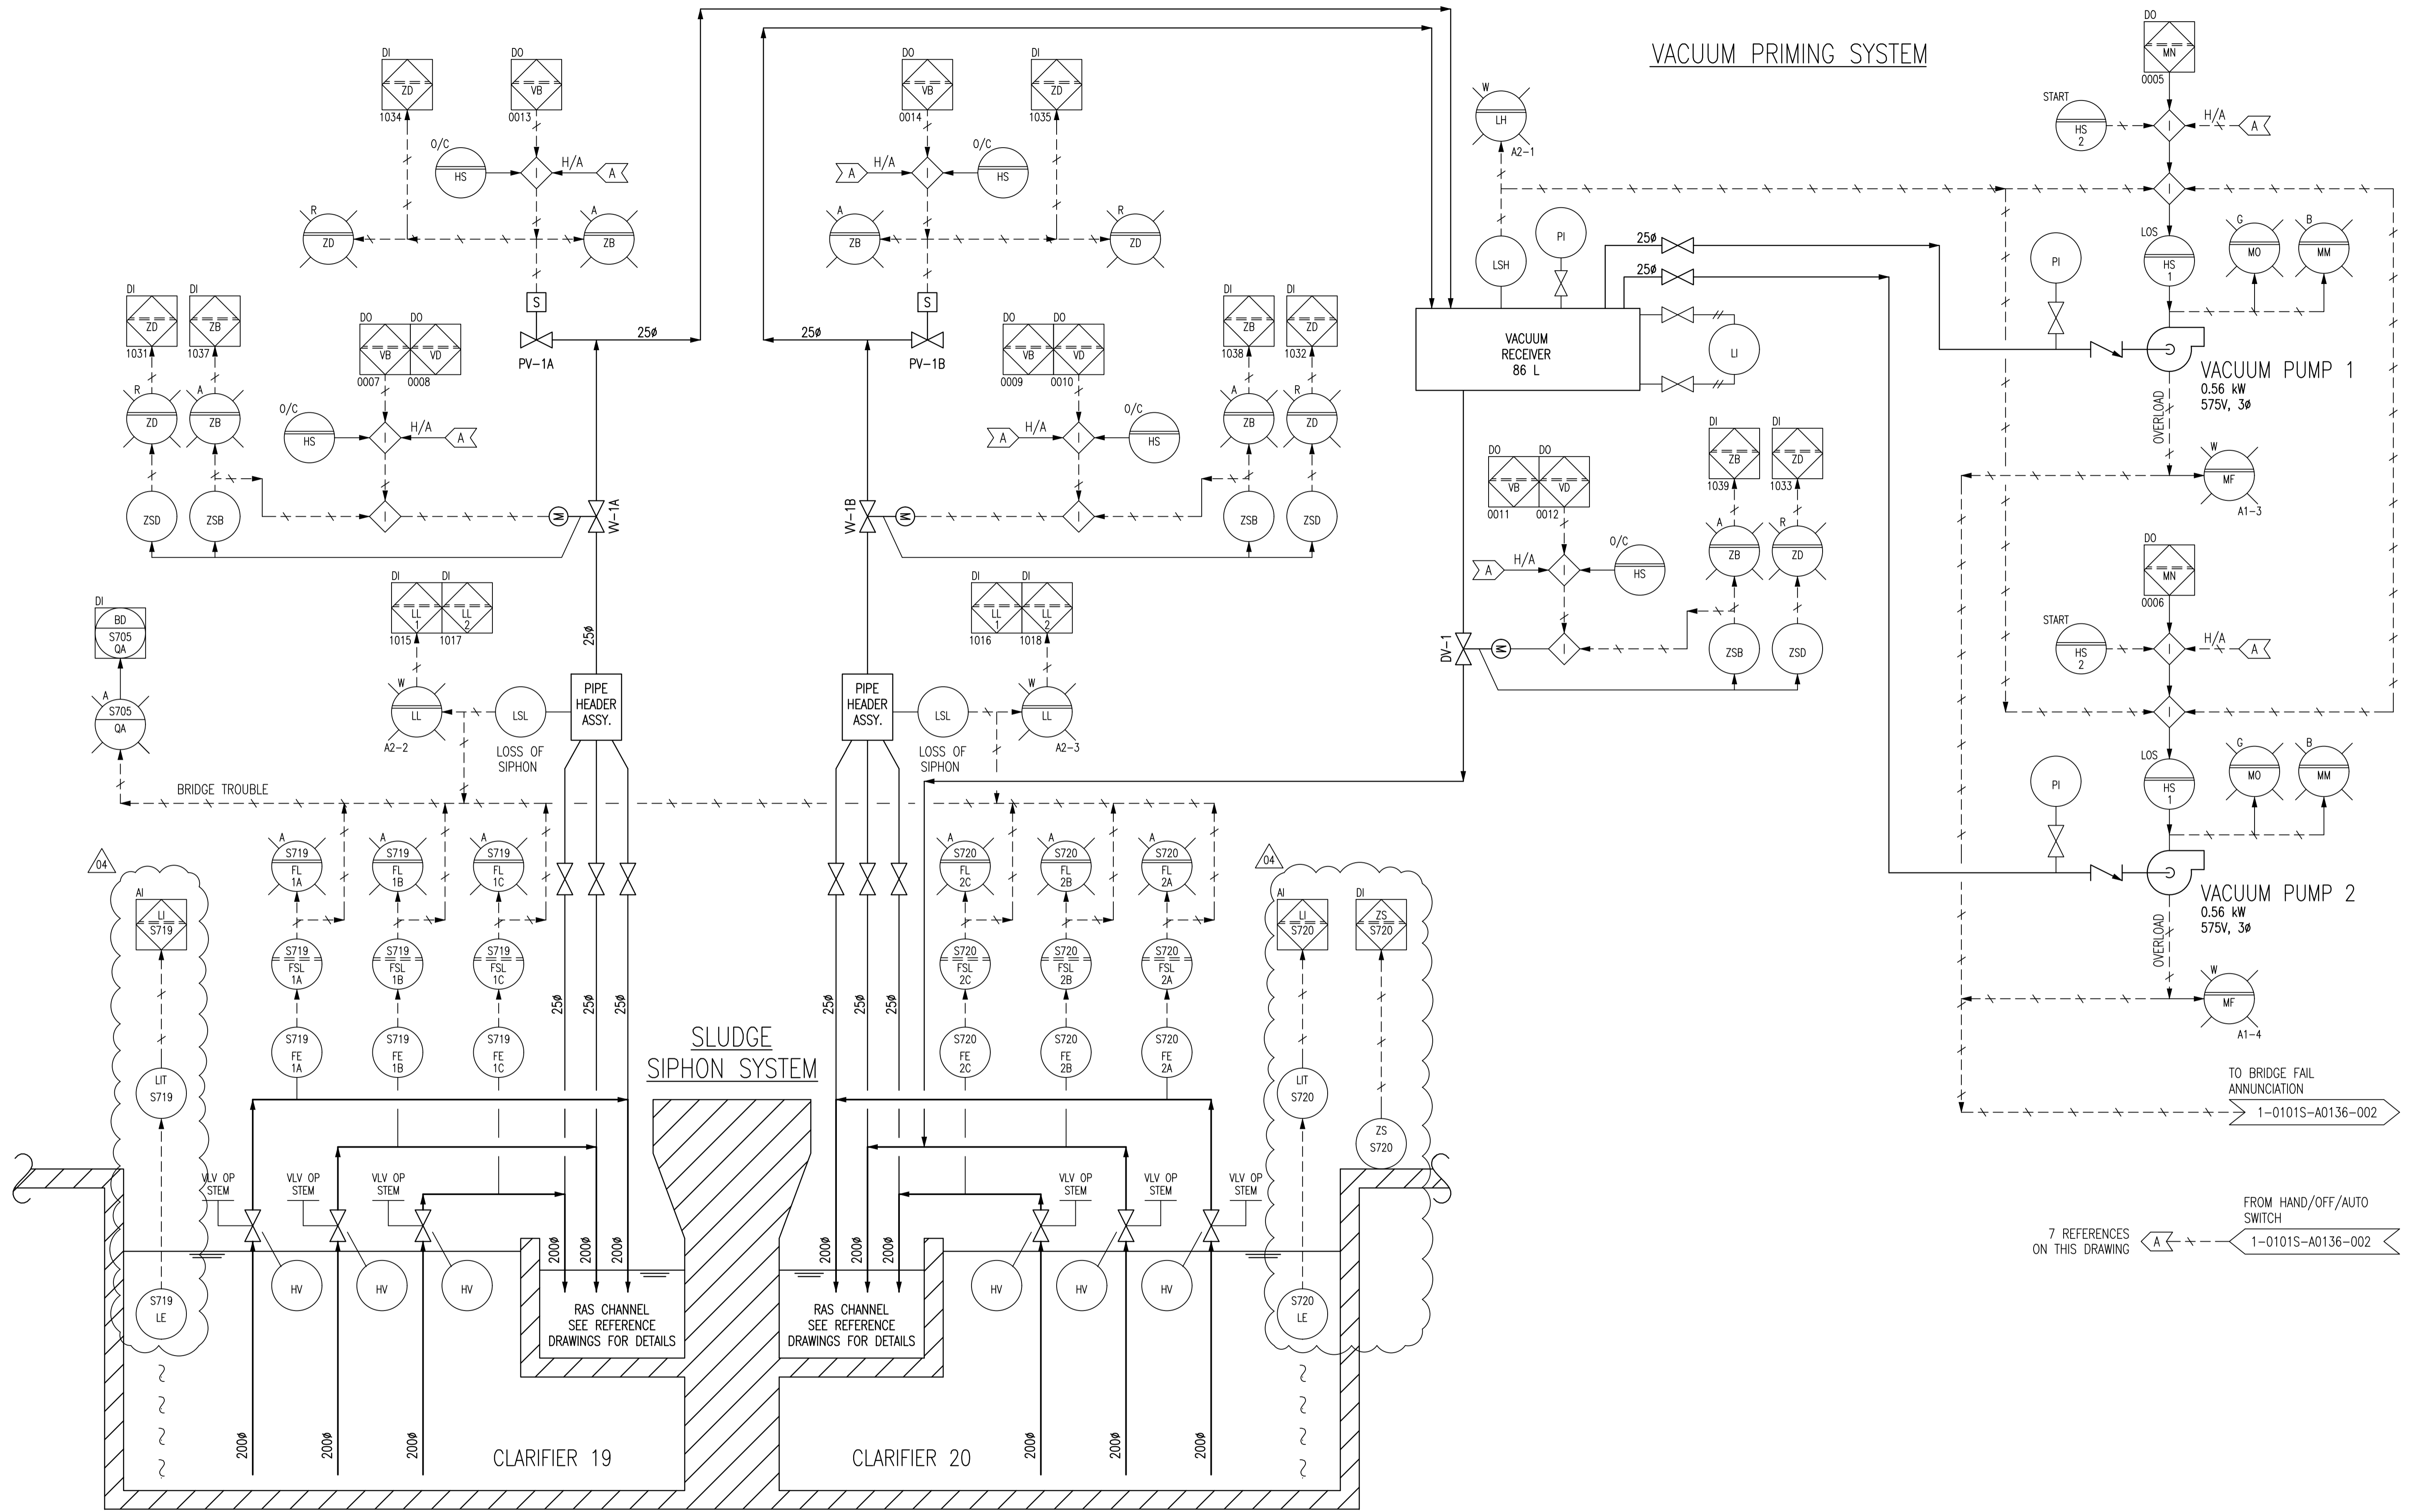 VACUUM PRIMING SYSTEM
DI
ZD
1034
DO
VB
0013
O/C
HS
I
H/A
A
R
ZD
A
ZB
S
PV-1A
25ø
DO
VB
0014
DI
ZD
1035
A
H/A
I
O/C
HS
A
ZB
R
ZD
S
PV-1B
25ø
DI
ZD
1031
DI
ZB
1037
R
ZD
A
ZB
ZSD
ZSB
DO DO
VB VD
0007 0008
O/C
HS
I
H/A
A
I
M
VV-1A
DO DO
VB VD
0009 0010
A
H/A
I
O/C
HS
I
M
VV-1B
DI
ZB
1038
DI
ZD
1032
A
ZB
R
ZD
ZSB
ZSD
W
LH
A2-1
LSH
PI
VACUUM
RECEIVER
86 L
LI
25ø
25ø
DO
MN
0005
START
HS
2
I
H/A
A
I
LOS
HS
1
G
MO
B
MM
PI
VACUUM PUMP 1
0.56 kW
575V, 3ø
OVERLOAD
W
MF
A1-3
DO DO
VB VD
0011 0012
A
H/A
I
O/C
HS
I
M
DV-1
DI
ZB
1039
DI
ZD
1033
A
ZB
R
ZD
ZSB
ZSD
DO
MN
0006
START
HS
2
I
H/A
A
I
LOS
HS
1
G
MO
B
MM
PI
VACUUM PUMP 2
0.56 kW
575V, 3ø
OVERLOAD
W
MF
A1-4
DI
BD
S705
QA
A
S705
QA
BRIDGE TROUBLE
DI DI
LL LL
1 2
1015 1017
W
LL
A2-2
LSL
LOSS OF
SIPHON
25ø
PIPE
HEADER
ASSY.
DI DI
LL LL
1 2
1016 1018
PIPE
HEADER
ASSY.
LSL
LOSS OF
SIPHON
W
LL
A2-3
04
AI
LI
S719
LIT
S719
S719
LE
A
S719
FL
1A
A
S719
FL
1B
A
S719
FL
1C
S719
FSL
1A
S719
FSL
1B
S719
FSL
1C
S719
FE
1A
S719
FE
1B
S719
FE
1C
25ø
25ø
25ø
SLUDGE
SIPHON SYSTEM
25ø
25ø
25ø
A
S720
FL
2C
A
S720
FL
2B
A
S720
FL
2A
S720
FSL
2C
S720
FSL
2B
S720
FSL
2A
S720
FE
2C
S720
FE
2B
S720
FE
2A
04
AI
LI
S720
DI
ZS
S720
LIT
S720
ZS
S720
S720
LE
VLV OP
STEM
VLV OP
STEM
VLV OP
STEM
HV
HV
HV
200ø
200ø
200ø
RAS CHANNEL
SEE REFERENCE
DRAWINGS FOR DETAILS
200ø
200ø
200ø
RAS CHANNEL
SEE REFERENCE
DRAWINGS FOR DETAILS
VLV OP
STEM
VLV OP
STEM
VLV OP
STEM
HV
HV
HV
200ø
200ø
200ø
CLARIFIER 19
CLARIFIER 20
200ø
200ø
200ø
TO BRIDGE FAIL
ANNUNCIATION
1-0101S-A0136-002
FROM HAND/OFF/AUTO
SWITCH
1-0101S-A0136-002
7 REFERENCES
ON THIS DRAWING
A